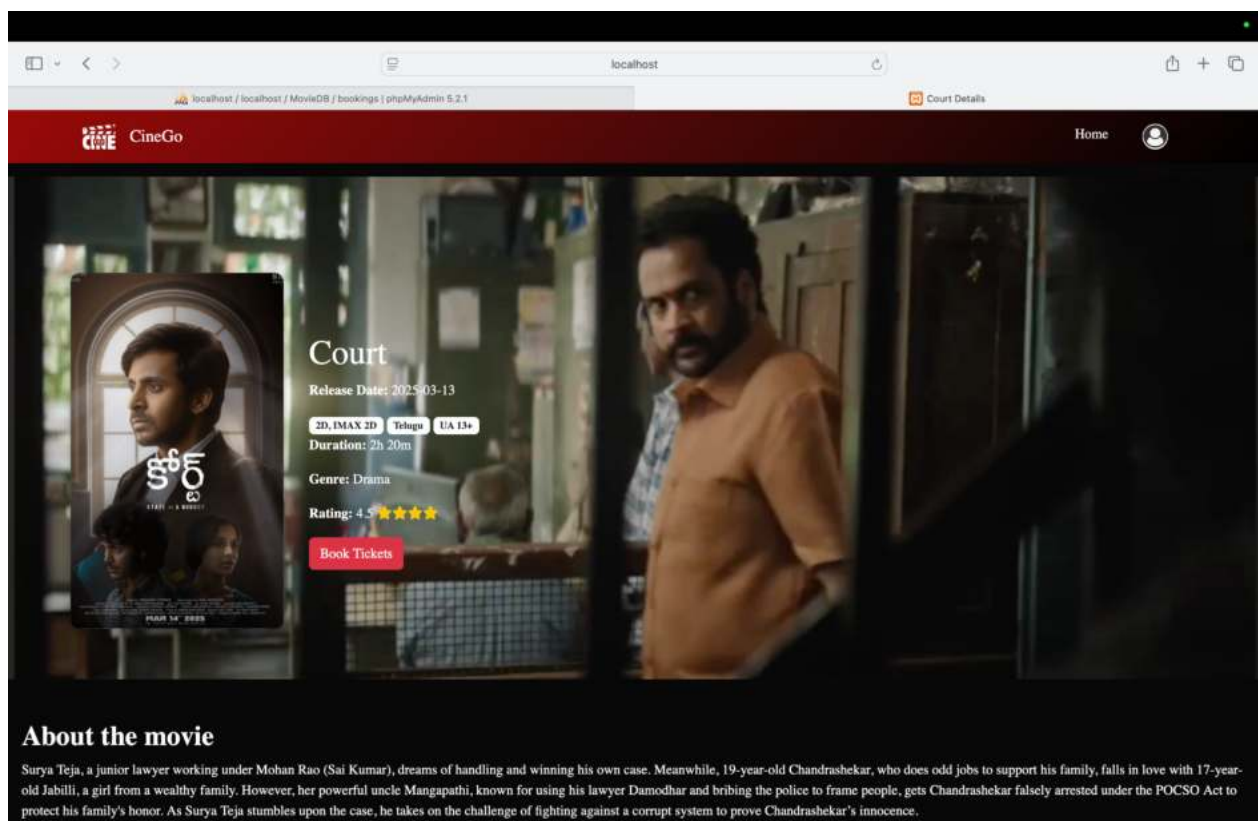 localhost
localhost / localhost / MovieDB / bookings | phpMyAdmin 5.2.1
Court Details
CINE CineGo
Home
Court
Release Date: 2025-03-13
2D, IMAX 2D Telugu UA 13+
Duration: 2h 20m
Genre: Drama
Rating: 4.5
Book Tickets
కోర్ట్
STATE vs A NOBODY
MAR 14th 2025
About the movie
Surya Teja, a junior lawyer working under Mohan Rao (Sai Kumar), dreams of handling and winning his own case. Meanwhile, 19-year-old Chandrashekar, who does odd jobs to support his family, falls in love with 17-year-
old Jabilli, a girl from a wealthy family. However, her powerful uncle Mangapathi, known for using his lawyer Damodhar and bribing the police to frame people, gets Chandrashekar falsely arrested under the POCSO Act to
protect his family's honor. As Surya Teja stumbles upon the case, he takes on the challenge of fighting against a corrupt system to prove Chandrashekar’s innocence.